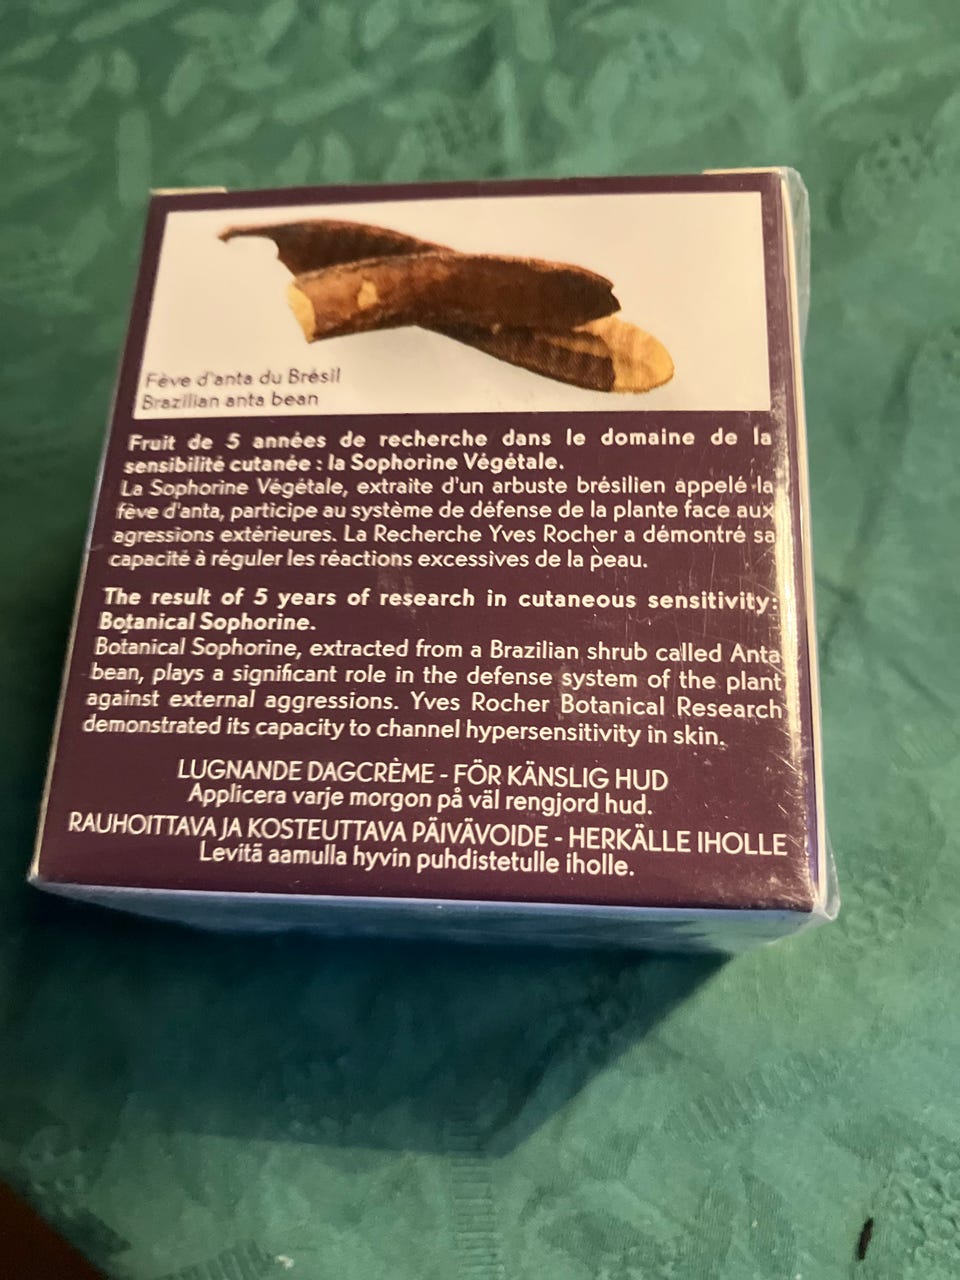 Fève d'anta du Brésil
Brazilian anta bean
Fruit de 5 années de recherche dans le domaine de la
sensibilité cutanée : la Sophorine Végétale.
La Sophorine Végétale, extraite d'un arbuste brésilien appelé la
fève d'anta, participe au système de défense de la plante face aux
agressions extérieures. La Recherche Yves Rocher a démontré sa
capacité à réguler les réactions excessives de la peau.
The result of 5 years of research in cutaneous sensitivity:
Botanical Sophorine.
Botanical Sophorine, extracted from a Brazilian shrub called Anta
bean, plays a significant role in the defense system of the plant
against external aggressions. Yves Rocher Botanical Research
demonstrated its capacity to channel hypersensitivity in skin.
LUGNANDE DAGCRÈME - FÖR KÄNSLIG HUD
Applicera varje morgon på väl rengjord hud.
RAUHOITTAVA JA KOSTEUTTAVA PÄIVÄVOIDE - HERKÄLLE IHOLLE
Levitä aamulla hyvin puhdistetulle iholle.